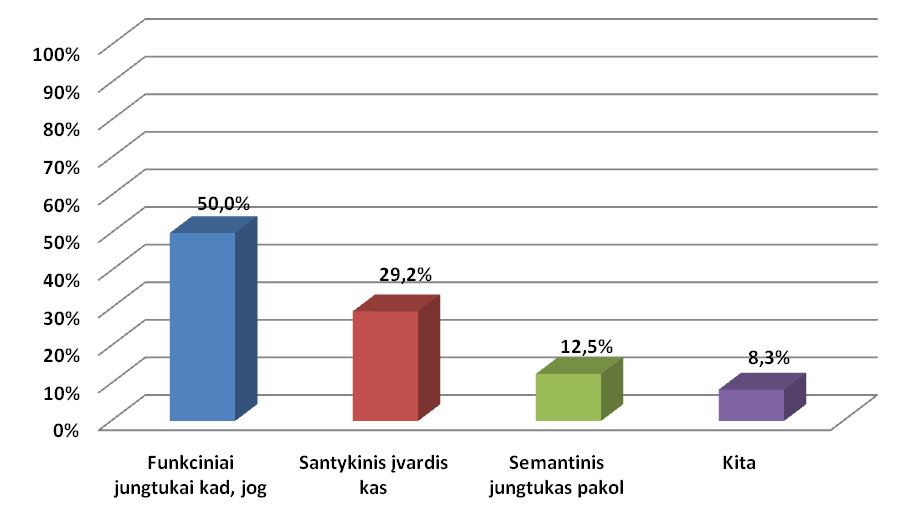 100%
90%
80%
70%
60%
50%
40%
30%
20%
10%
0%
50,0%
29,2%
12,5%
8,3%
Funkciniai
jungtukai kad, jog
Santykinis įvardis
kas
Semantinis
jungtukas pakol
Kita